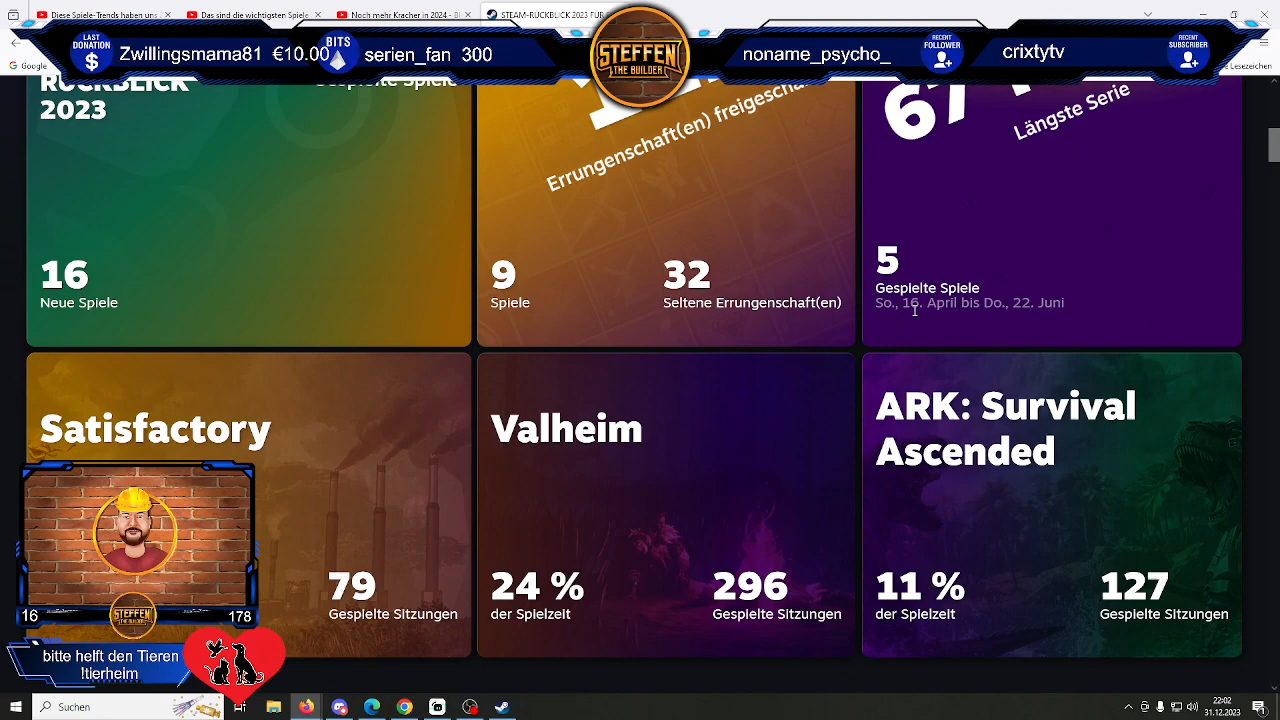 Diese Spiele-Trends haben uns
Das sind die wichtigsten Spiele
Noch mehr Kracher in 2024 -
STEAM-RÜCKBLICK 2023 FÜR
LAST
DONATION
$
Zwillingsmama81 €10.00
BITS
serien_fan 300
STEFFEN
THE BUILDER
noname_psycho_
RECENT
FOLLOWER
crixtytv
RECENT
SUBSCRIBER
Google
Lesezeichen
RÜCKBLICK
2023
Gespielte Spiele
16
Neue Spiele
Errungenschaft(en)
9
Spiele
32
Seltene Errungenschaft(en)
67
Längste Serie
5
Gespielte Spiele
So., 16. April bis Do., 22. Juni
Satisfactory
79
Gespielte Sitzungen
Valheim
24 %
der Spielzeit
296
Gespielte Sitzungen
ARK: Survival
Ascended
11 %
der Spielzeit
127
Gespielte Sitzungen
16
STEFFEN
THE BUILDER
178
bitte helft den Tieren
!tierheim
Suchen
22:02
31.12.2023